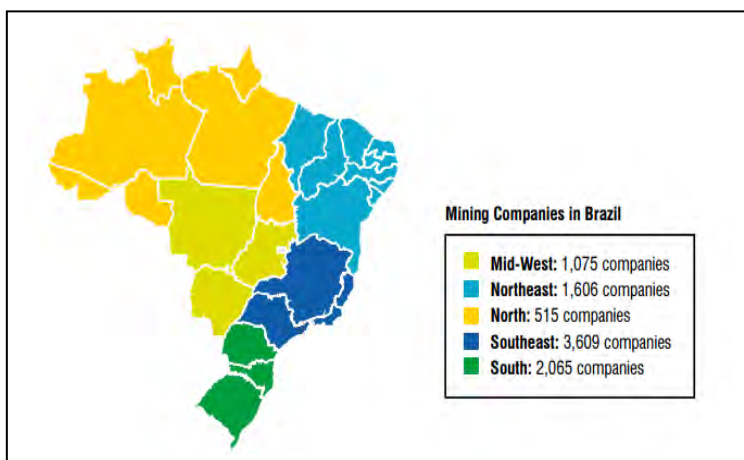 Mining Companies in Brazil
Mid-West: 1,075 companies
Northeast: 1,606 companies
North: 515 companies
Southeast: 3,609 companies
South: 2,065 companies